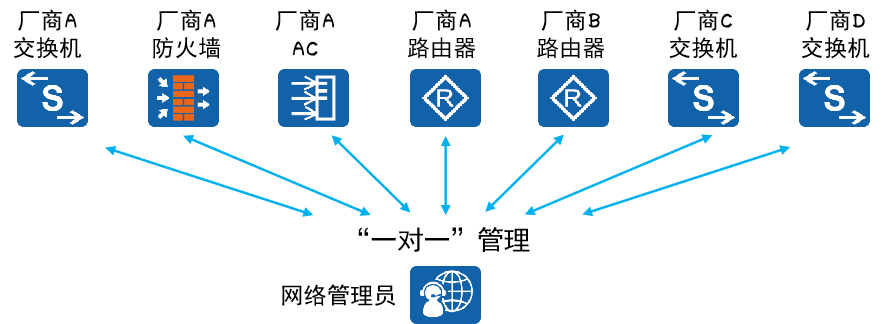 厂商A 厂商A 厂商A 厂商A 厂商B 厂商C 厂商D
交换机 防火墙 AC 路由器 路由器 交换机 交换机
S R R S S
“一对一”管理
网络管理员